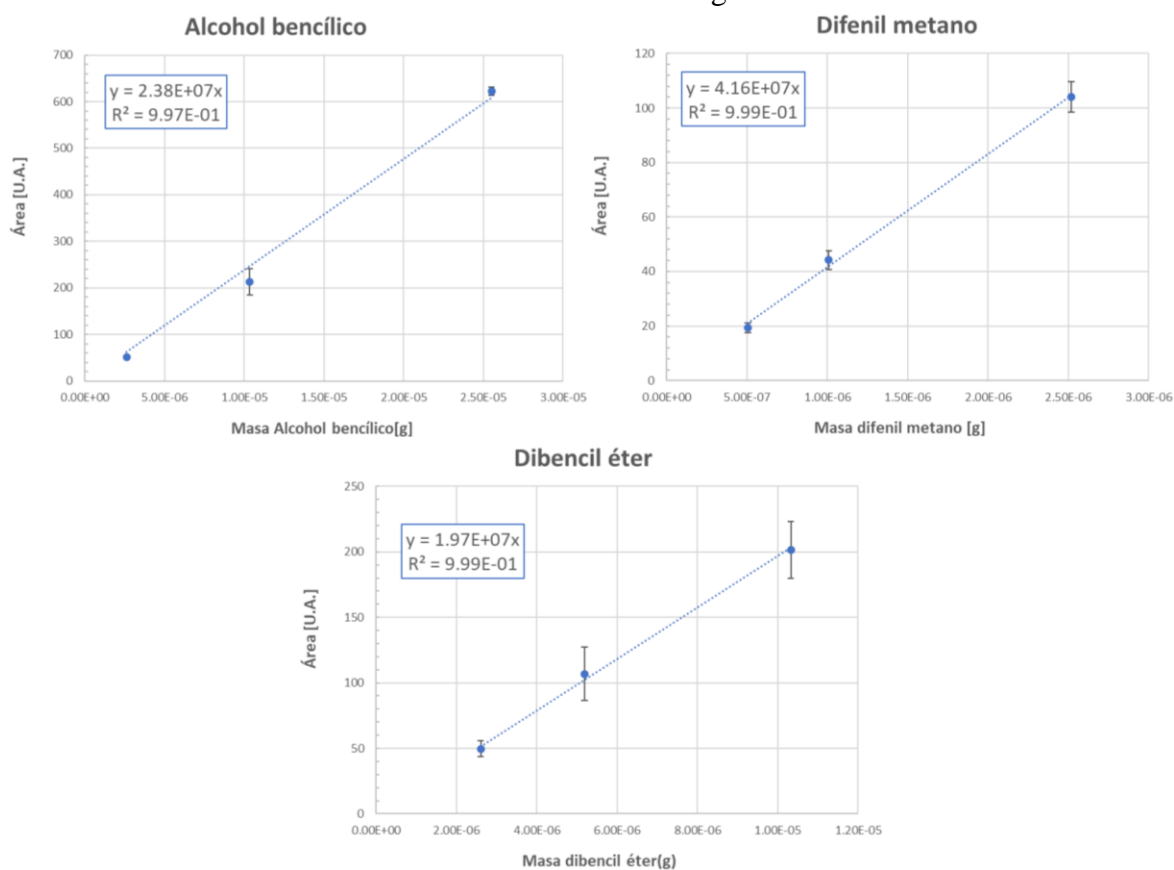 Alcohol bencílico
700
600
500
400
300
200
100
0
y = 2.38E+07x
R² = 9.97E-01
Área [U.A.]
0.00E+00 5.00E-06 1.00E-05 1.50E-05 2.00E-05 2.50E-05 3.00E-05
Masa Alcohol bencílico[g]
Difenil metano
120
100
80
60
40
20
0
y = 4.16E+07x
R² = 9.99E-01
Área [U.A.]
0.00E+00 5.00E-07 1.00E-06 1.50E-06 2.00E-06 2.50E-06 3.00E-06
Masa difenil metano [g]
Dibencil éter
250
200
150
100
50
0
y = 1.97E+07x
R² = 9.99E-01
Área [U.A.]
0.00E+00 2.00E-06 4.00E-06 6.00E-06 8.00E-06 1.00E-05 1.20E-05
Masa dibencil éter(g)